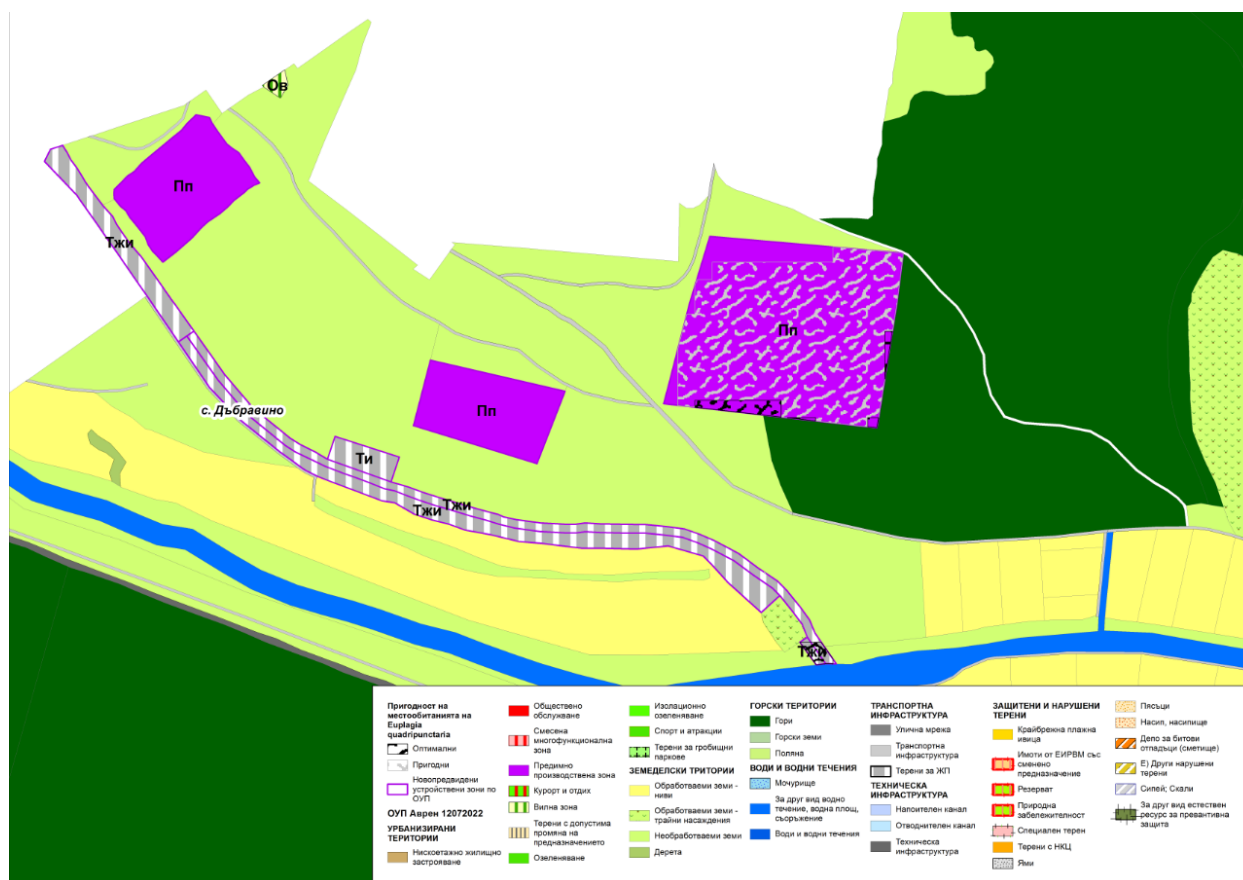 Ов
Пп
Тжи
Пп
с. Дъбравино
Пп
Ти
Тжи
Тжи
Тжи
Пригодност на
местообитанията на
Euplagia
quadripunctaria
Оптимални
Пригодни
Новопредвидени
устройствени зони по
ОУП
ОУП Аврен 12072022
УРБАНИЗИРАНИ
ТЕРИТОРИИ
Нискоетажно жилищно
застрояване
Обществено
обслужване
Смесена
многофункционална
зона
Предимно
производствена зона
Курорт и отдих
Вилна зона
Терени с допустима
промяна на
предназначението
Озеленяване
Изолационно
озеленяване
Спорт и атракции
Терени за гробищни
паркове
ЗЕМЕДЕЛСКИ ТРИТОРИИ
Обработваеми земи -
ниви
Обработваеми земи -
трайни насаждения
Необработваеми земи
Дерета
ГОРСКИ ТЕРИТОРИИ
Гори
Горски земи
Поляна
ВОДИ И ВОДНИ ТЕЧЕНИЯ
Мочурище
За друг вид водно
течение, водна площ,
съоръжение
Води и водни течения
ТРАНСПОРТНА
ИНФРАСТРУКТУРА
Улична мрежа
Транспортна
инфраструктура
Терени за ЖП
ТЕХНИЧЕСКА
ИНФРАСТРУКТУРА
Напоителен канал
Отводнителен канал
Техническа
инфраструктура
ЗАЩИТЕНИ И НАРУШЕНИ
ТЕРЕНИ
Крайбрежна плажна
ивица
Имоти от ЕИРВМ със
сменено
предназначение
Резерват
Природна
забележителност
Специален терен
Терени с НКЦ
Ями
Пясъци
Насип, насипище
Депо за битови
отпадъци (сметище)
Е) Други нарушени
терени
Сипей; Скали
За друг вид естествен
ресурс за превантивна
защита